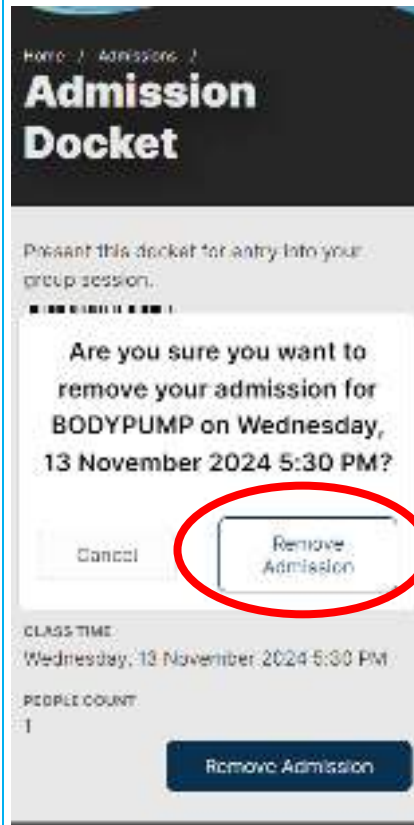 Home / Admissions /
Admission
Docket
Present this docket for entry into your
group session.
Are you sure you want to
remove your admission for
BODYPUMP on Wednesday,
13 November 2024 5:30 PM?
Cancel
Remove
Admission
CLASS TIME
Wednesday, 13 November 2024 5:30 PM
PEOPLE COUNT
1
Remove Admission